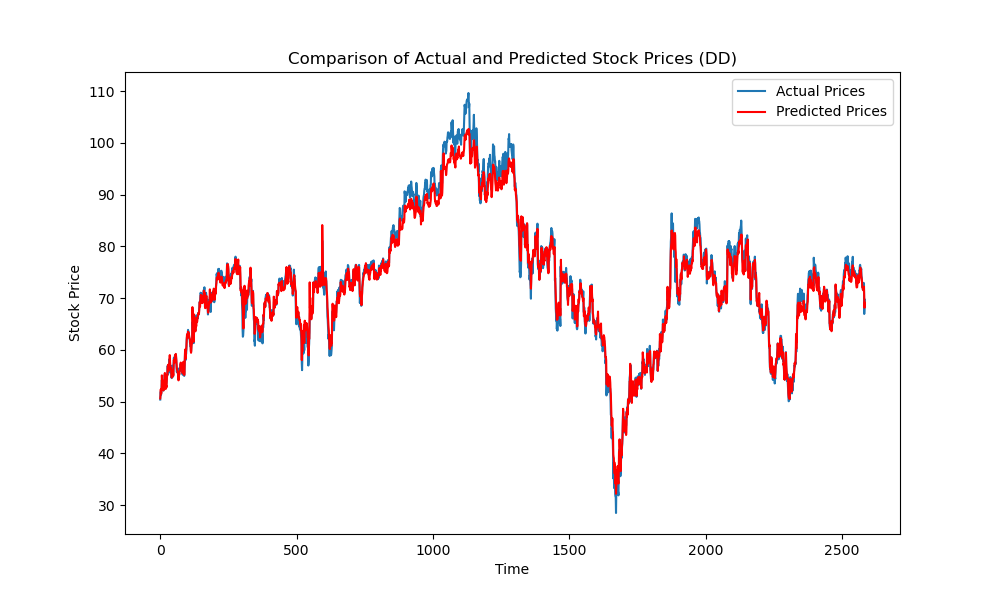 Comparison of Actual and Predicted Stock Prices (DD)
Actual Prices
Predicted Prices
Stock Price
110
100
90
80
70
60
50
40
30
0 500 1000 1500 2000 2500
Time